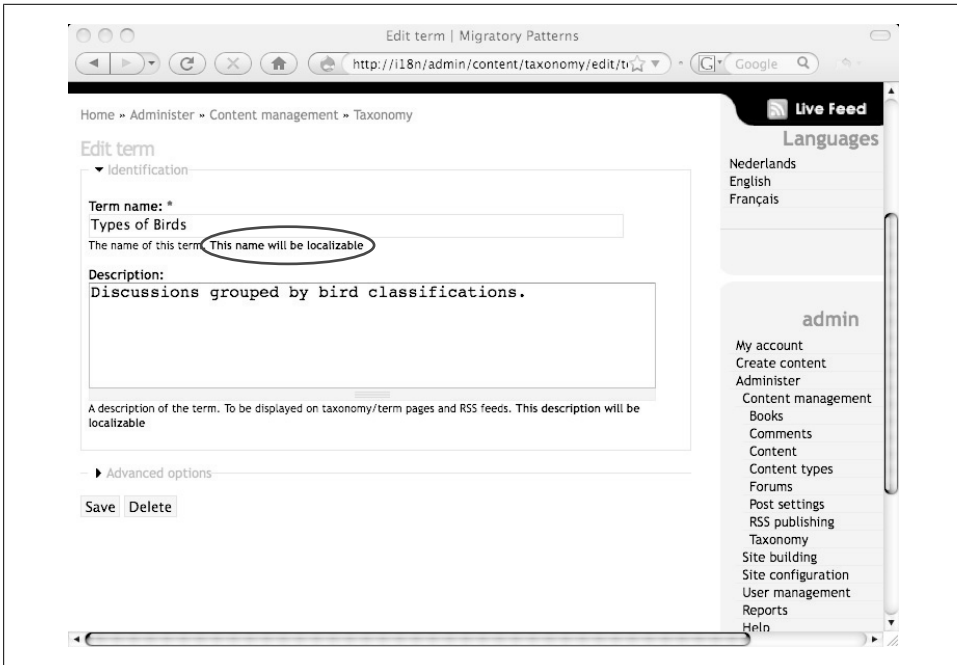 Edit term | Migratory Patterns
http://i18n/admin/content/taxonomy/edit/t
G Google
Home » Administer » Content management » Taxonomy
Edit term
Identification
Term name: *
Types of Birds
The name of this term. This name will be localizable
Description:
Discussions grouped by bird classifications.
A description of the term. To be displayed on taxonomy/term pages and RSS feeds. This description will be
localizable
Advanced options
Save Delete
Live Feed
Languages
Nederlands
English
Français
admin
My account
Create content
Administer
Content management
Books
Comments
Content
Content types
Forums
Post settings
RSS publishing
Taxonomy
Site building
Site configuration
User management
Reports
Help